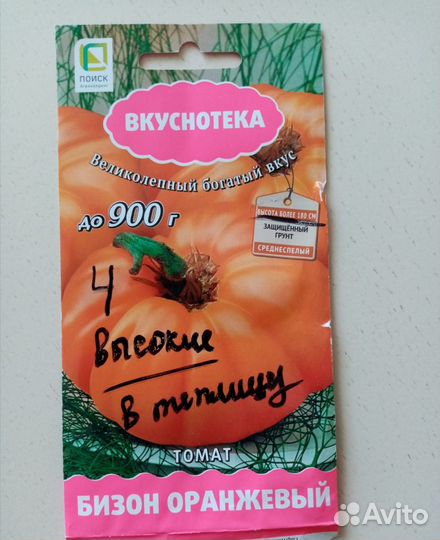 ПОИСК
Агрохолдинг
ВКУСНОТЕКА
Великолепный богатый вкус
до 900 г
ВЫСОТА БОЛЕЕ 180 СМ
ЗАЩИЩЁННЫЙ
ГРУНТ
СРЕДНЕСПЕЛЫЙ
4
высокие
в теплицу
ТОМАТ
БИЗОН ОРАНЖЕВЫЙ
Avito